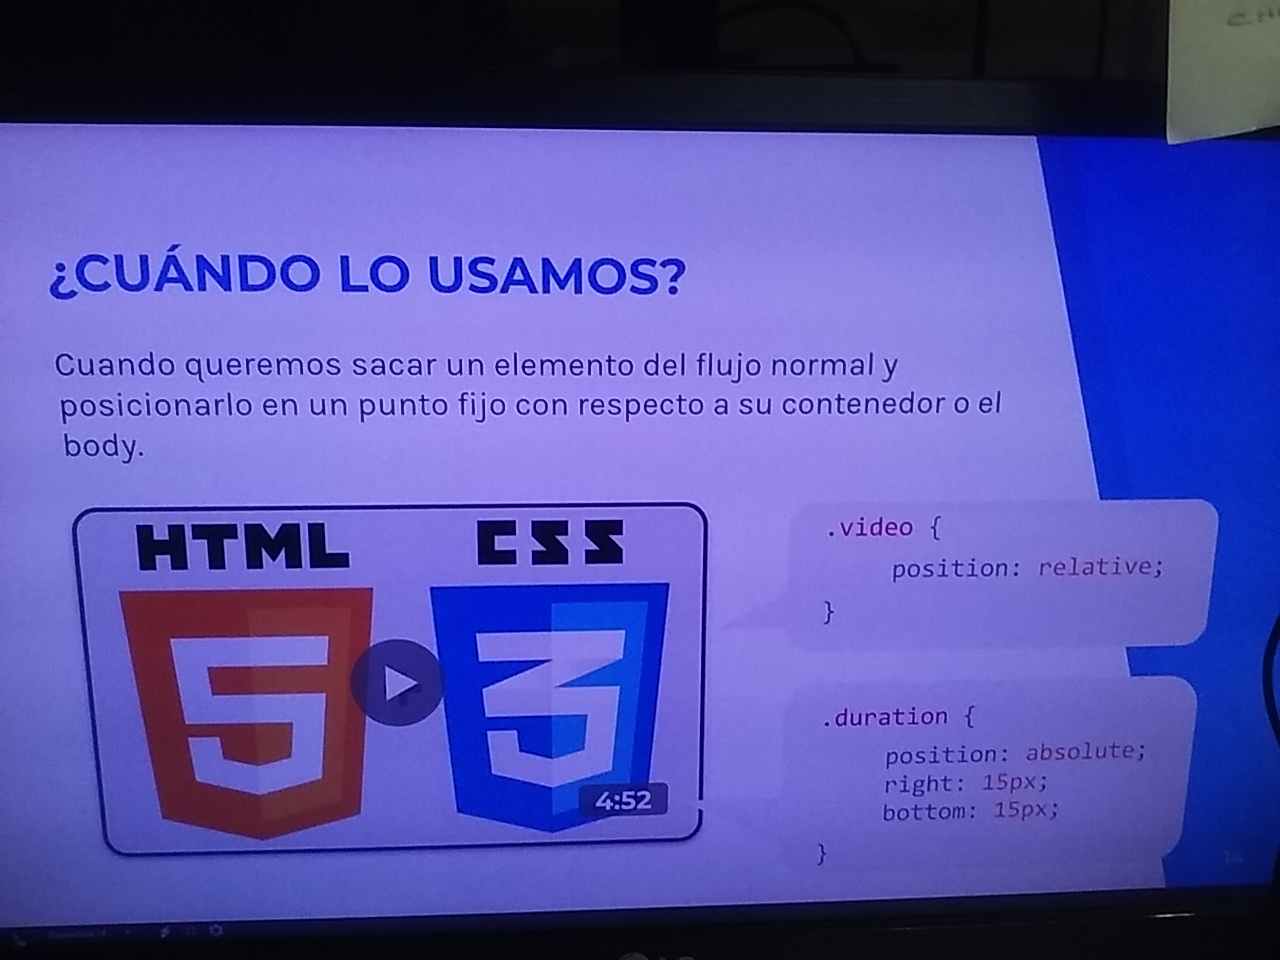 ¿CUÁNDO LO USAMOS?
Cuando queremos sacar un elemento del flujo normal y
posicionarlo en un punto fijo con respecto a su contenedor o el
body.
HTML CSS
5 3
4:52
.video {
position: relative;
}
.duration {
position: absolute;
right: 15px;
bottom: 15px;
}